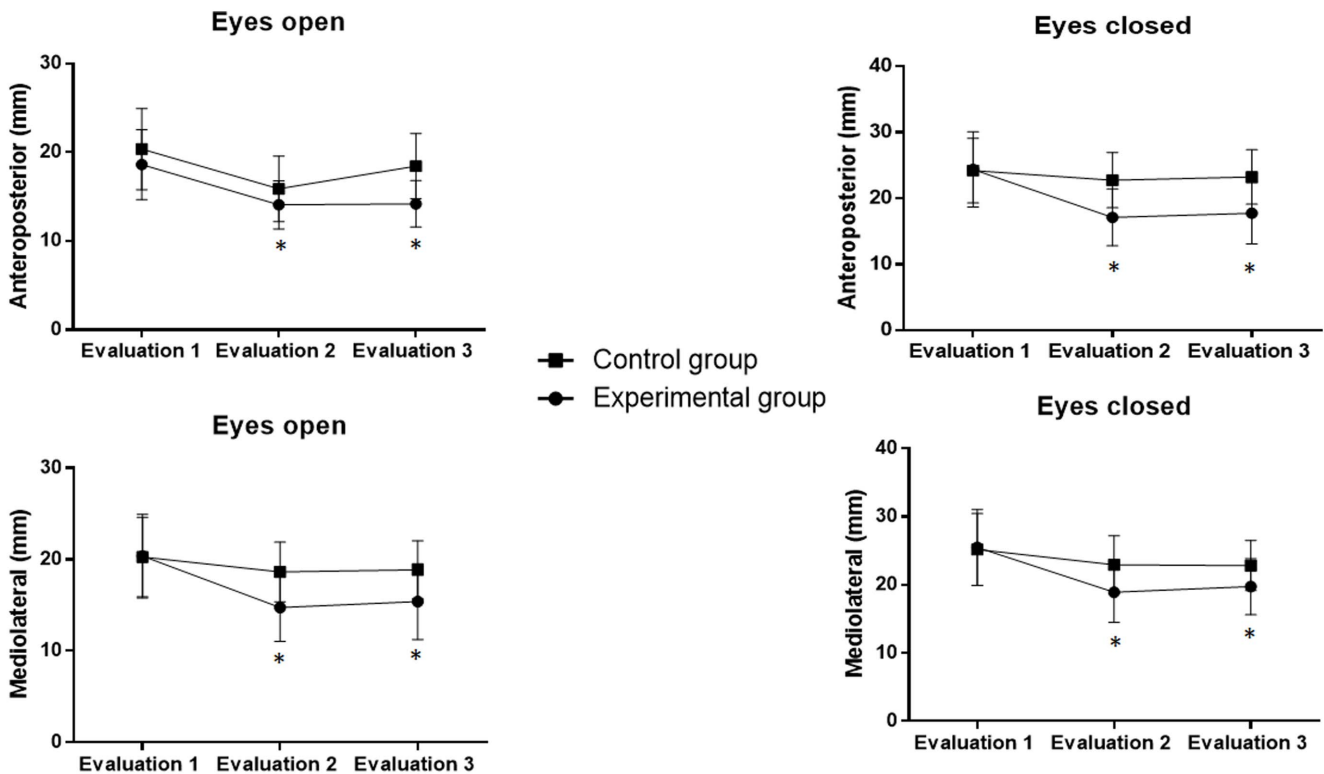 Eyes open
Anteroposterior (mm)
30
20
10
0
*
*
Evaluation 1
Evaluation 2
Evaluation 3
Eyes closed
Anteroposterior (mm)
40
30
20
10
0
*
*
Evaluation 1
Evaluation 2
Evaluation 3
Control group
Experimental group
Eyes open
Mediolateral (mm)
30
20
10
0
*
*
Evaluation 1
Evaluation 2
Evaluation 3
Eyes closed
Mediolateral (mm)
40
30
20
10
0
*
*
Evaluation 1
Evaluation 2
Evaluation 3